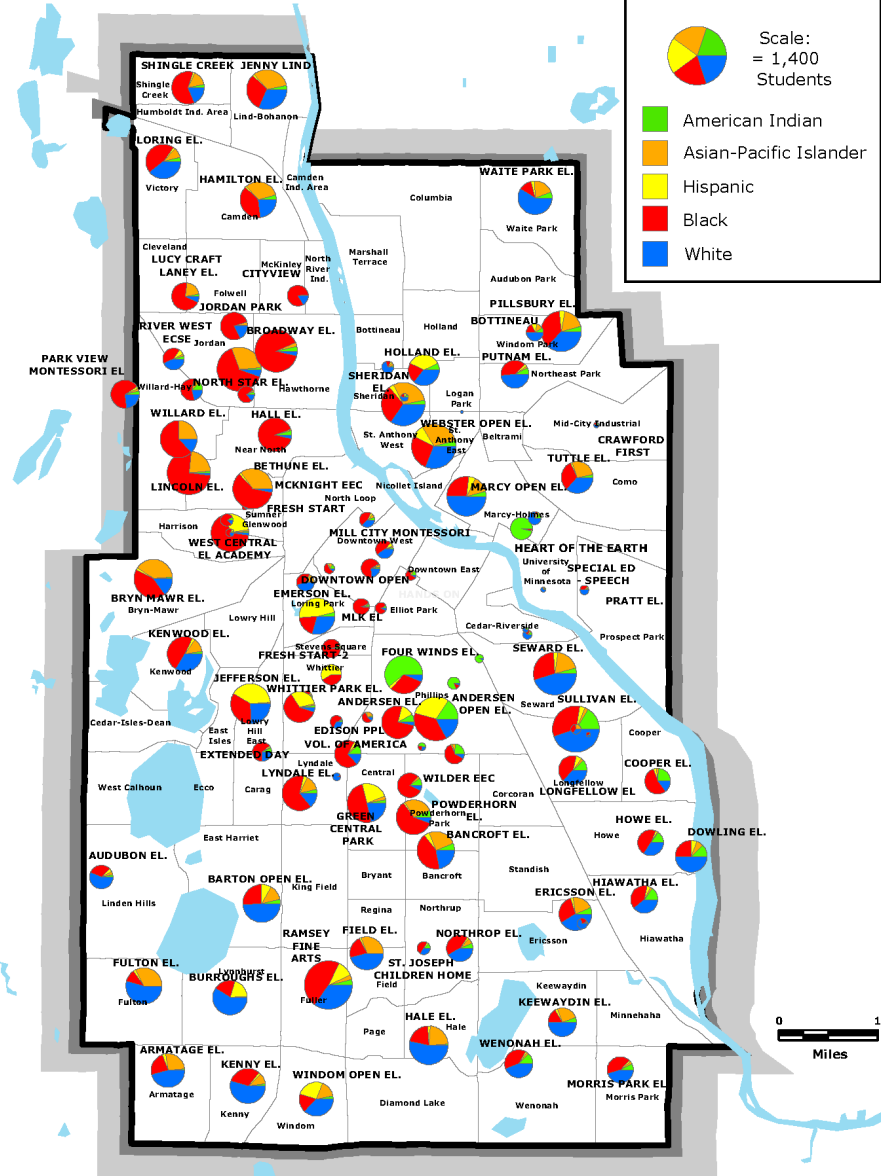 Scale:
= 1,400
Students
American Indian
Asian-Pacific Islander
Hispanic
Black
White
SHINGLE CREEK
JENNY LIND
Shingle
Creek
Humboldt Ind. Area
Lind-Bohanon
LORING EL.
Victory
HAMILTON EL.
Camden
Camden
Ind. Area
Columbia
WAITE PARK EL.
Waite Park
Cleveland
LUCY CRAFT
LANEY EL.
McKinley
CITYVIEW
North
River
Ind.
Marshall
Terrace
Audubon Park
Folwell
JORDAN PARK
PILLSBURY EL.
RIVER WEST
ECSE
Jordan
BROADWAY EL.
Bottineau
Holland
BOTTINEAU
Windom Park
PARK VIEW
MONTESSORI EL
HOLLAND EL.
PUTNAM EL.
Northeast Park
Willard-Hay
NORTH STAR EL.
Hawthorne
SHERIDAN
EL.
Sheridan
Logan
Park
WILLARD EL.
HALL EL.
Near North
WEBSTER OPEN EL.
St. Anthony
West
St.
Anthony
East
Beltrami
Mid-City Industrial
CRAWFORD
FIRST
BETHUNE EL.
TUTTLE EL.
Como
LINCOLN EL.
MCKNIGHT EEC
North Loop
Nicollet Island
MARCY OPEN EL.
FRESH START
Sumner
Glenwood
Harrison
Marcy-Holmes
WEST CENTRAL
EL ACADEMY
MILL CITY MONTESSORI
Downtown West
HEART OF THE EARTH
University
of
Minnesota
SPECIAL ED
- SPEECH
Downtown East
DOWNTOWN OPEN
BRYN MAWR EL.
Bryn-Mawr
EMERSON EL.
Loring Park
HANDS ON
Elliot Park
MLK EL
PRATT EL.
Lowry Hill
Cedar-Riverside
Prospect Park
KENWOOD EL.
Kenwood
Stevens Square
FRESH START-2
Whittier
FOUR WINDS EL.
SEWARD EL.
JEFFERSON EL.
WHITTIER PARK EL.
Phillips
ANDERSEN EL.
ANDERSEN
OPEN EL.
Seward
SULLIVAN EL.
Cedar-Isles-Dean
East
Isles
Lowry
Hill
East
EDISON PPL
Cooper
EXTENDED DAY
VOL. OF AMERICA
Lyndale
LYNDALE EL.
Central
WILDER EEC
Longfellow
LONGFELLOW EL
COOPER EL.
West Calhoun
Ecco
Carag
Corcoran
GREEN
CENTRAL
PARK
POWDERHORN
EL.
Powderhorn
Park
HOWE EL.
Howe
DOWLING EL.
East Harriet
BANCROFT EL.
Bancroft
AUDUBON EL.
Linden Hills
BARTON OPEN EL.
King Field
Bryant
Standish
HIAWATHA EL.
ERICSSON EL.
Regina
Northrup
Ericsson
Hiawatha
RAMSEY
FINE
ARTS
FIELD EL.
NORTHROP EL.
ST. JOSEPH
CHILDREN HOME
Field
FULTON EL.
Fulton
Lynnhurst
BURROUGHS EL.
Fuller
Keewaydin
KEEWAYDIN EL.
Minnehaha
Page
HALE EL.
Hale
WENONAH EL.
ARMATAGE EL.
Armatage
KENNY EL.
Kenny
WINDOM OPEN EL.
Windom
Diamond Lake
Wenonah
MORRIS PARK EL
Morris Park
0 1
Miles